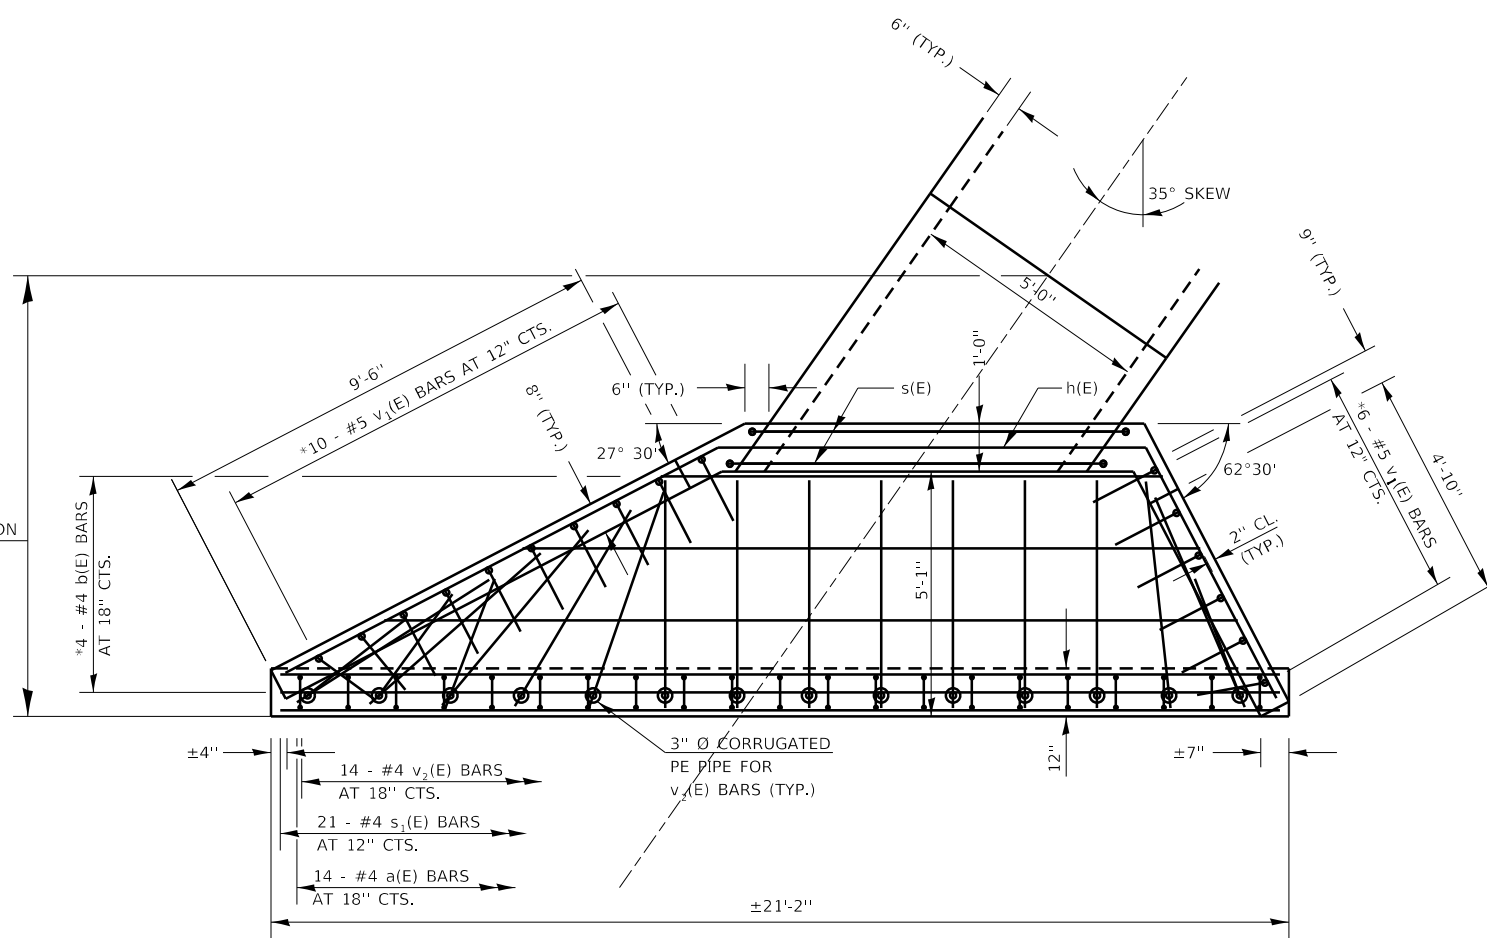 6" (TYP.)
35° SKEW
9" (TYP.)
5'-0"
1'-0"
9'-6"
*10 - #5 v1(E) BARS AT 12" CTS.
6" (TYP.)
s(E)
h(E)
8" (TYP.)
27° 30'
62°30'
*6 - #5 v1(E) BARS
AT 12" CTS.
4'-10"
2" CL.
(TYP.)
ON
*4 - #4 b(E) BARS
AT 18" CTS.
5'-1"
±4"
3" Ø CORRUGATED
PE PIPE FOR
v2(E) BARS (TYP.)
12"
±7"
14 - #4 v2(E) BARS
AT 18" CTS.
21 - #4 s1(E) BARS
AT 12" CTS.
14 - #4 a(E) BARS
AT 18" CTS.
±21'-2"